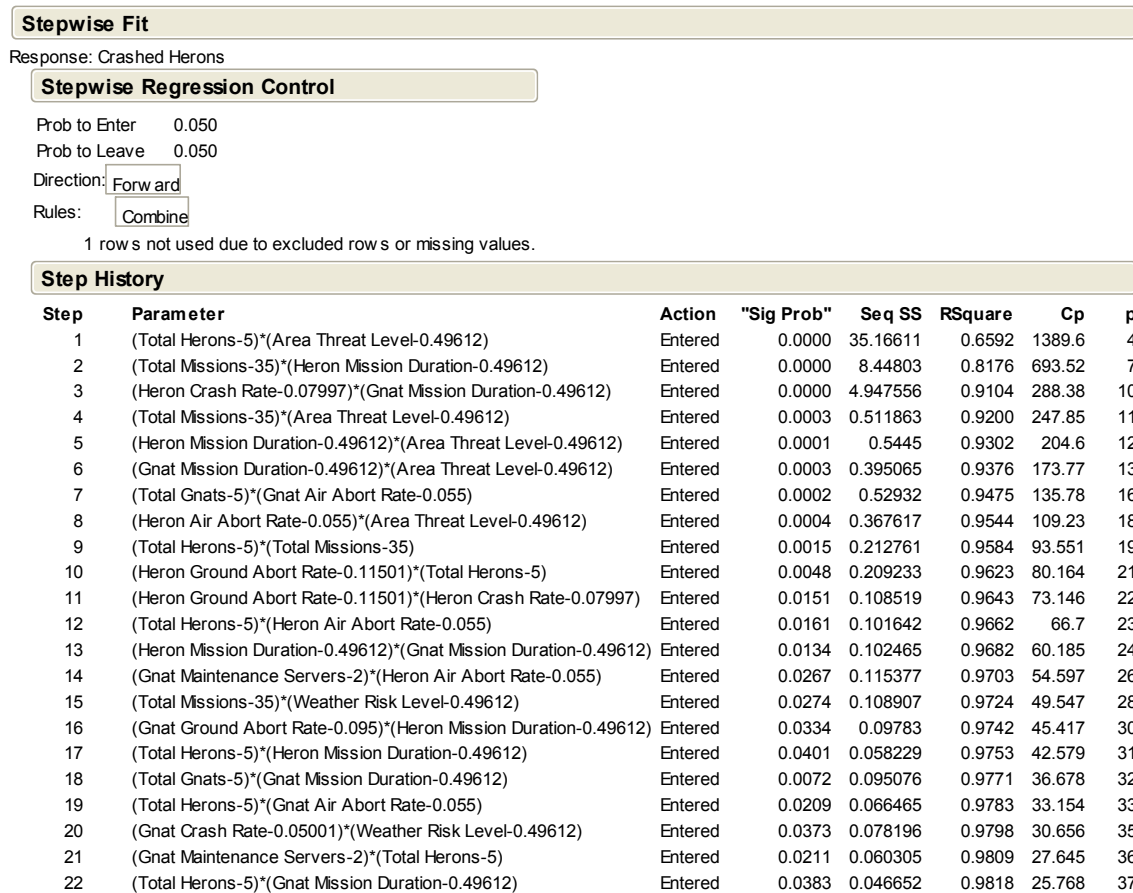 Stepwise Fit
Response: Crashed Herons
Stepwise Regression Control
Prob to Enter 0.050
Prob to Leave 0.050
Direction: Forward
Rules: Combine
1 rows not used due to excluded rows or missing values.
Step History
Step Parameter Action "Sig Prob" Seq SS RSquare Cp p
1 (Total Herons-5)*(Area Threat Level-0.49612) Entered 0.0000 35.16611 0.6592 1389.6 4
2 (Total Missions-35)*(Heron Mission Duration-0.49612) Entered 0.0000 8.44803 0.8176 693.52 7
3 (Heron Crash Rate-0.07997)*(Gnat Mission Duration-0.49612) Entered 0.0000 4.947556 0.9104 288.38 10
4 (Total Missions-35)*(Area Threat Level-0.49612) Entered 0.0003 0.511863 0.9200 247.85 11
5 (Heron Mission Duration-0.49612)*(Area Threat Level-0.49612) Entered 0.0001 0.5445 0.9302 204.6 12
6 (Gnat Mission Duration-0.49612)*(Area Threat Level-0.49612) Entered 0.0003 0.395065 0.9376 173.77 13
7 (Total Gnats-5)*(Gnat Air Abort Rate-0.055) Entered 0.0002 0.52932 0.9475 135.78 16
8 (Heron Air Abort Rate-0.055)*(Area Threat Level-0.49612) Entered 0.0004 0.367617 0.9544 109.23 18
9 (Total Herons-5)*(Total Missions-35) Entered 0.0015 0.212761 0.9584 93.551 19
10 (Heron Ground Abort Rate-0.11501)*(Total Herons-5) Entered 0.0048 0.209233 0.9623 80.164 21
11 (Heron Ground Abort Rate-0.11501)*(Heron Crash Rate-0.07997) Entered 0.0151 0.108519 0.9643 73.146 22
12 (Total Herons-5)*(Heron Air Abort Rate-0.055) Entered 0.0161 0.101642 0.9662 66.7 23
13 (Heron Mission Duration-0.49612)*(Gnat Mission Duration-0.49612) Entered 0.0134 0.102465 0.9682 60.185 24
14 (Gnat Maintenance Servers-2)*(Heron Air Abort Rate-0.055) Entered 0.0267 0.115377 0.9703 54.597 26
15 (Total Missions-35)*(Weather Risk Level-0.49612) Entered 0.0274 0.108907 0.9724 49.547 28
16 (Gnat Ground Abort Rate-0.095)*(Heron Mission Duration-0.49612) Entered 0.0334 0.09783 0.9742 45.417 30
17 (Total Herons-5)*(Heron Mission Duration-0.49612) Entered 0.0401 0.058229 0.9753 42.579 31
18 (Total Gnats-5)*(Gnat Mission Duration-0.49612) Entered 0.0072 0.095076 0.9771 36.678 32
19 (Total Herons-5)*(Gnat Air Abort Rate-0.055) Entered 0.0209 0.066465 0.9783 33.154 33
20 (Gnat Crash Rate-0.05001)*(Weather Risk Level-0.49612) Entered 0.0373 0.078196 0.9798 30.656 35
21 (Gnat Maintenance Servers-2)*(Total Herons-5) Entered 0.0211 0.060305 0.9809 27.645 36
22 (Total Herons-5)*(Gnat Mission Duration-0.49612) Entered 0.0383 0.046652 0.9818 25.768 37